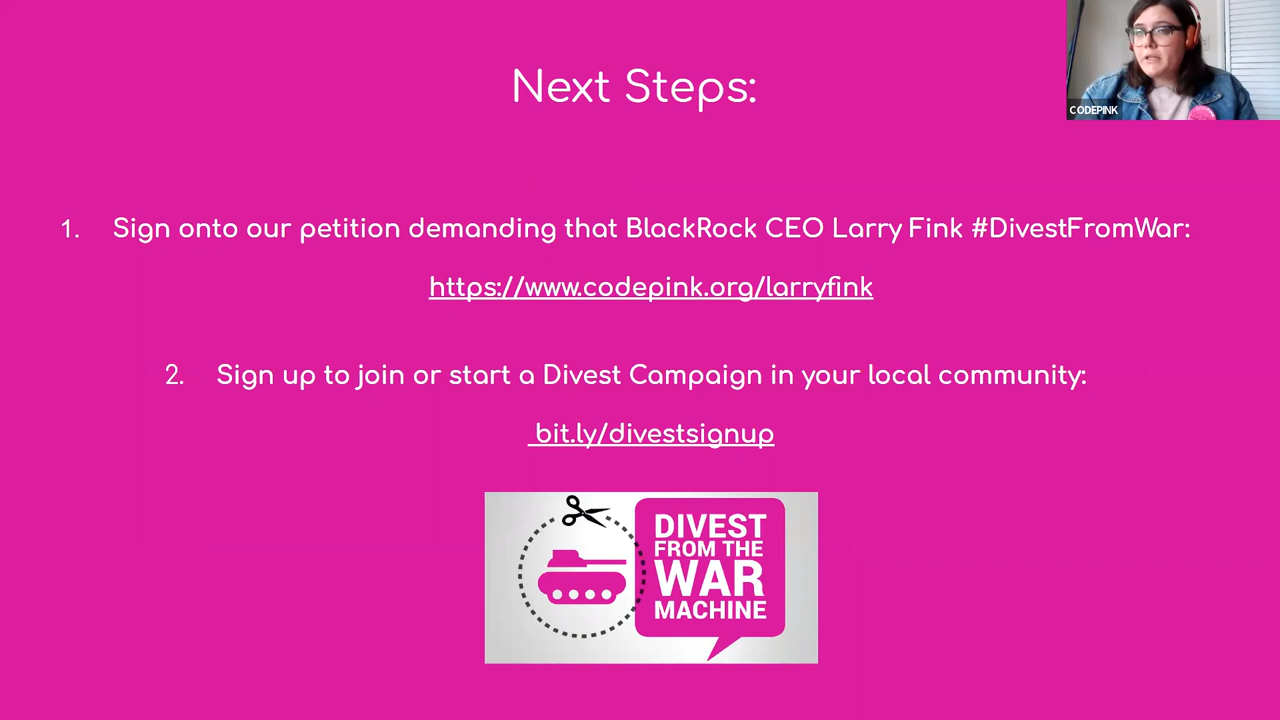 Next Steps:
CODEPINK
1. Sign onto our petition demanding that BlackRock CEO Larry Fink #DivestFromWar:
https://www.codepink.org/larryfink
2. Sign up to join or start a Divest Campaign in your local community:
bit.ly/divestsignup
DIVEST
FROM THE
WAR
MACHINE